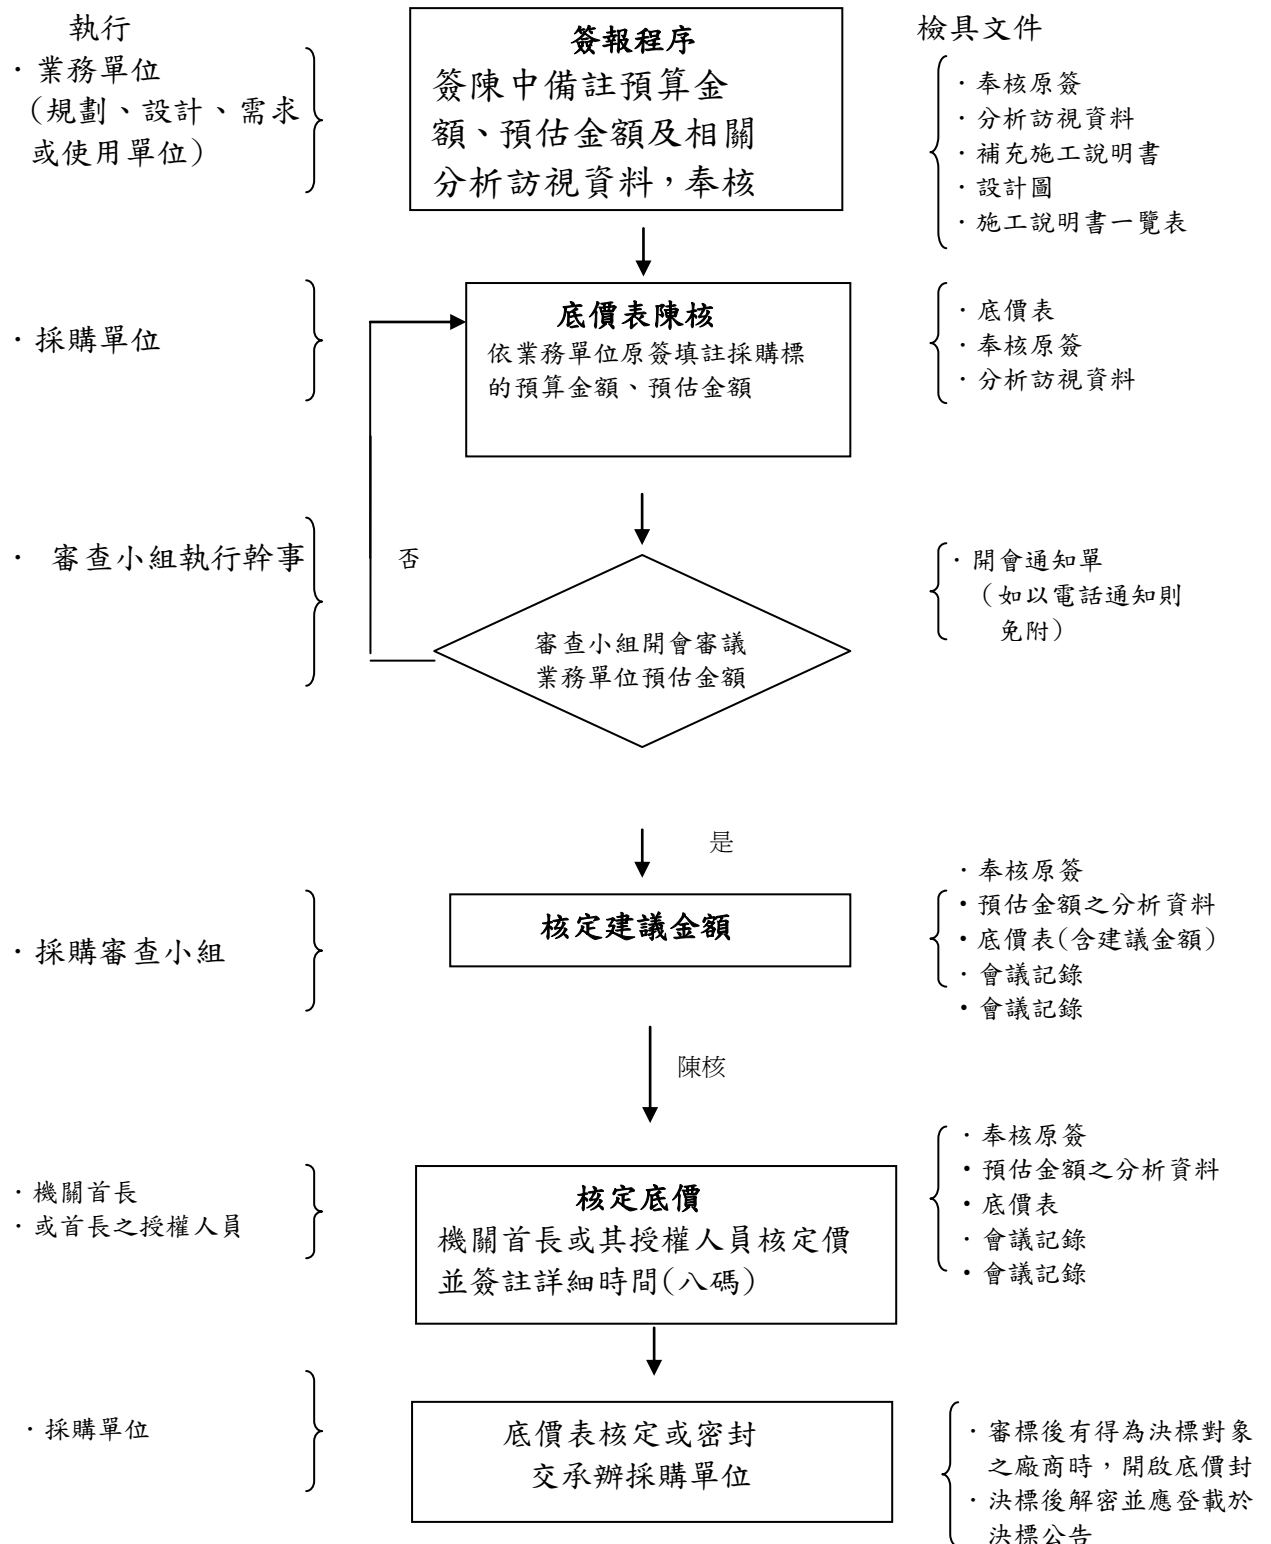 執行
簽報程序
檢具文件
·業務單位
(規劃、設計、需求
或使用單位)
簽陳中備註預算金
額、預估金額及相關
分析訪視資料，奉核
·奉核原簽
·分析訪視資料
·補充施工說明書
·設計圖
·施工說明書一覽表
·採購單位
底價表陳核
依業務單位原簽填註採購標
的預算金額、預估金額
·底價表
·奉核原簽
·分析訪視資料
· 審查小組執行幹事
否
審查小組開會審議
業務單位預估金額
·開會通知單
(如以電話通知則
免附)
是
·採購審查小組
核定建議金額
·奉核原簽
•預估金額之分析資料
•底價表(含建議金額)
·會議記錄
•會議記錄
陳核
·機關首長
·或首長之授權人員
核定底價
機關首長或其授權人員核定價
並簽註詳細時間(八碼)
·奉核原簽
•預估金額之分析資料
•底價表
·會議記錄
•會議記錄
·採購單位
底價表核定或密封
交承辦採購單位
·審標後有得為決標對象
之廠商時，開啟底價封
·決標後解密並應登載於
決標公告